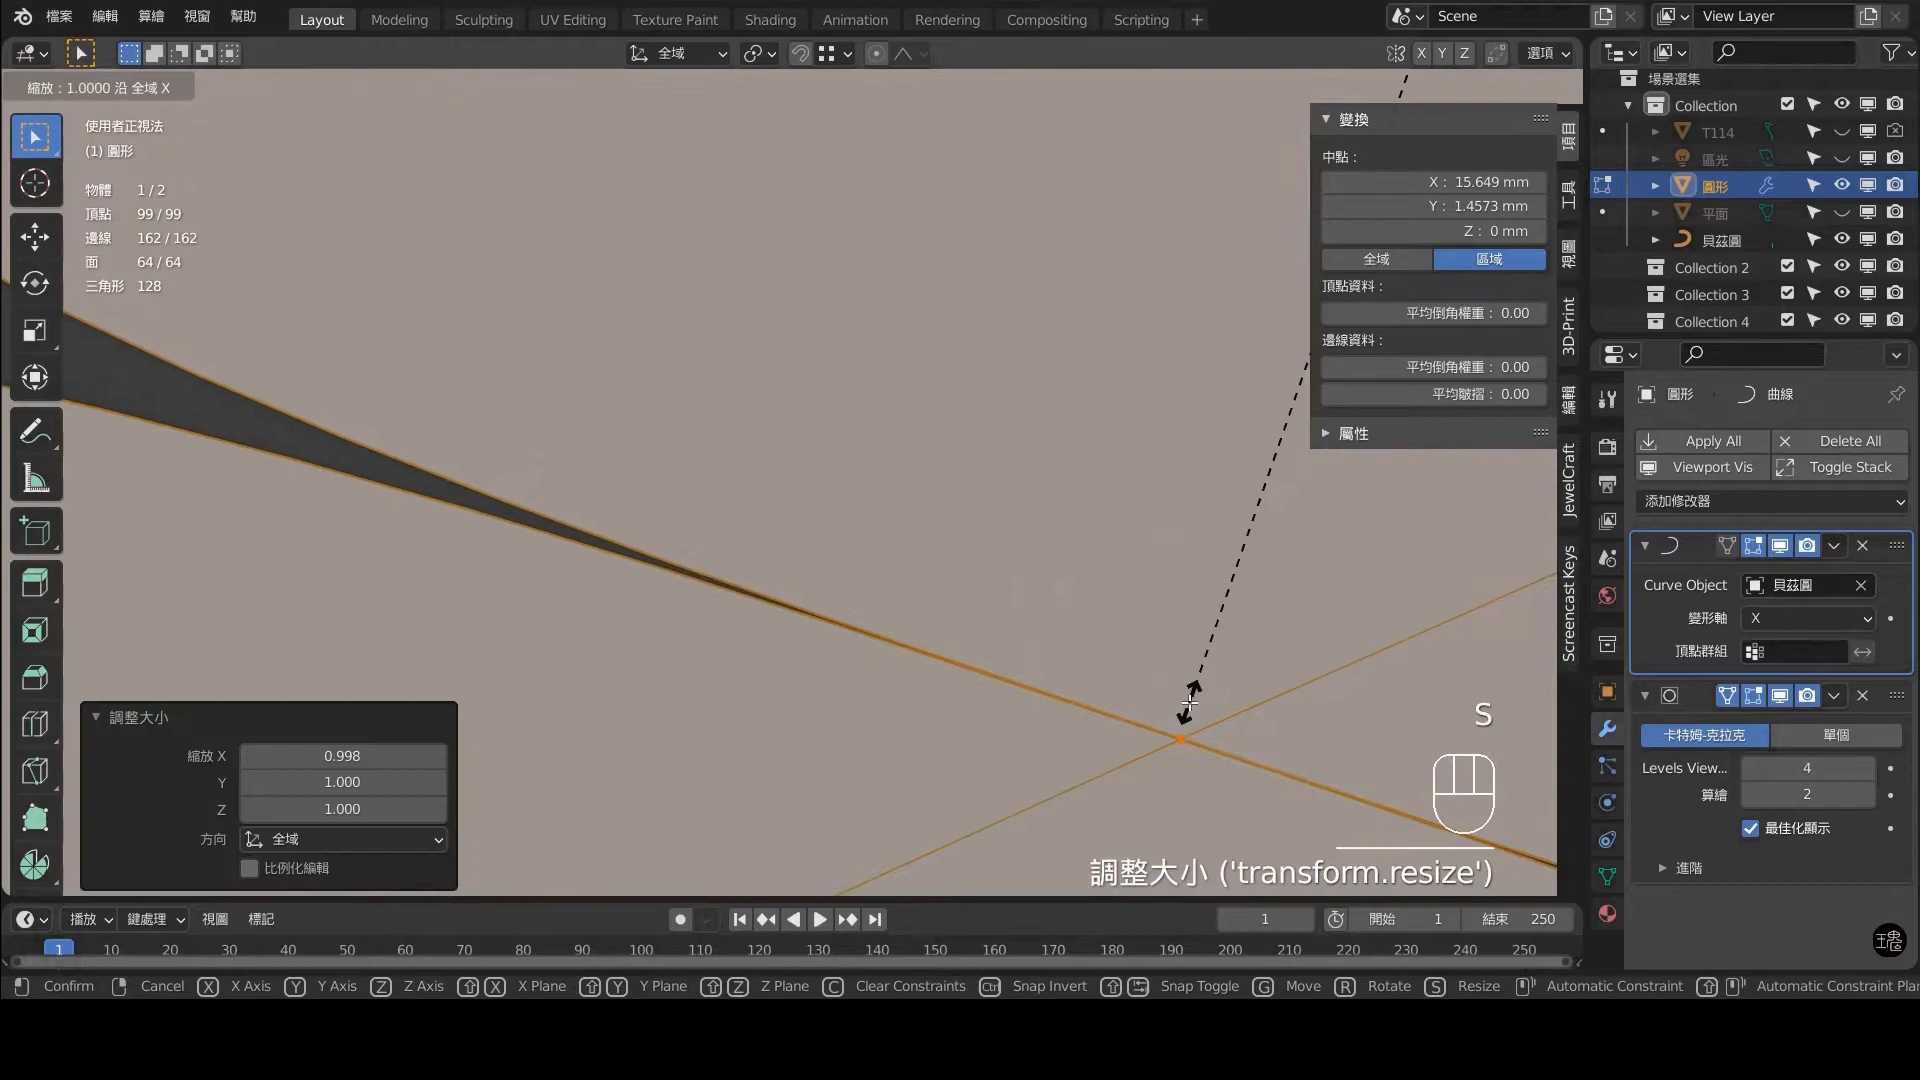 檔案 編輯 算繪 視窗 幫助 Layout Modeling Sculpting UV Editing Texture Paint Shading Animation Rendering Compositing Scripting + Scene View Layer
全域 X Y Z 選項
縮放：1.0000 沿 全域 X
使用者正視法
(1) 圓形
物體 1 / 2
頂點 99 / 99
邊線 162 / 162
面 64 / 64
三角形 128
變換
中點：
X： 15.649 mm
Y： 1.4573 mm
Z： 0 mm
全域 區域
頂點資料：
平均倒角權重： 0.00
邊線資料：
平均倒角權重： 0.00
平均皺摺： 0.00
屬性
項目
工具
視圖
3D-Print
編輯
JewelCraft
Screencast Keys
場景選集
Collection
T114
區光
圓形
平面
貝茲圓
Collection 2
Collection 3
Collection 4
圓形 曲線
Apply All Delete All
Viewport Vis Toggle Stack
添加修改器
Curve Object 貝茲圓
變形軸 X
頂點群組
卡特姆-克拉克 單個
Levels View... 4
算繪 2
最佳化顯示
進階
調整大小
縮放 X 0.998
Y 1.000
Z 1.000
方向 全域
比例化編輯
S
調整大小 ('transform.resize')
播放 鍵處理 視圖 標記 1 開始 1 結束 250
1 10 20 30 40 50 60 70 80 90 100 110 120 130 140 150 160 170 180 190 200 210 220 230 240 250
Confirm Cancel X X Axis Y Y Axis Z Z Axis X X Plane Y Y Plane Z Z Plane C Clear Constraints Ctrl Snap Invert Snap Toggle G Move R Rotate S Resize Automatic Constraint Automatic Constraint Plan